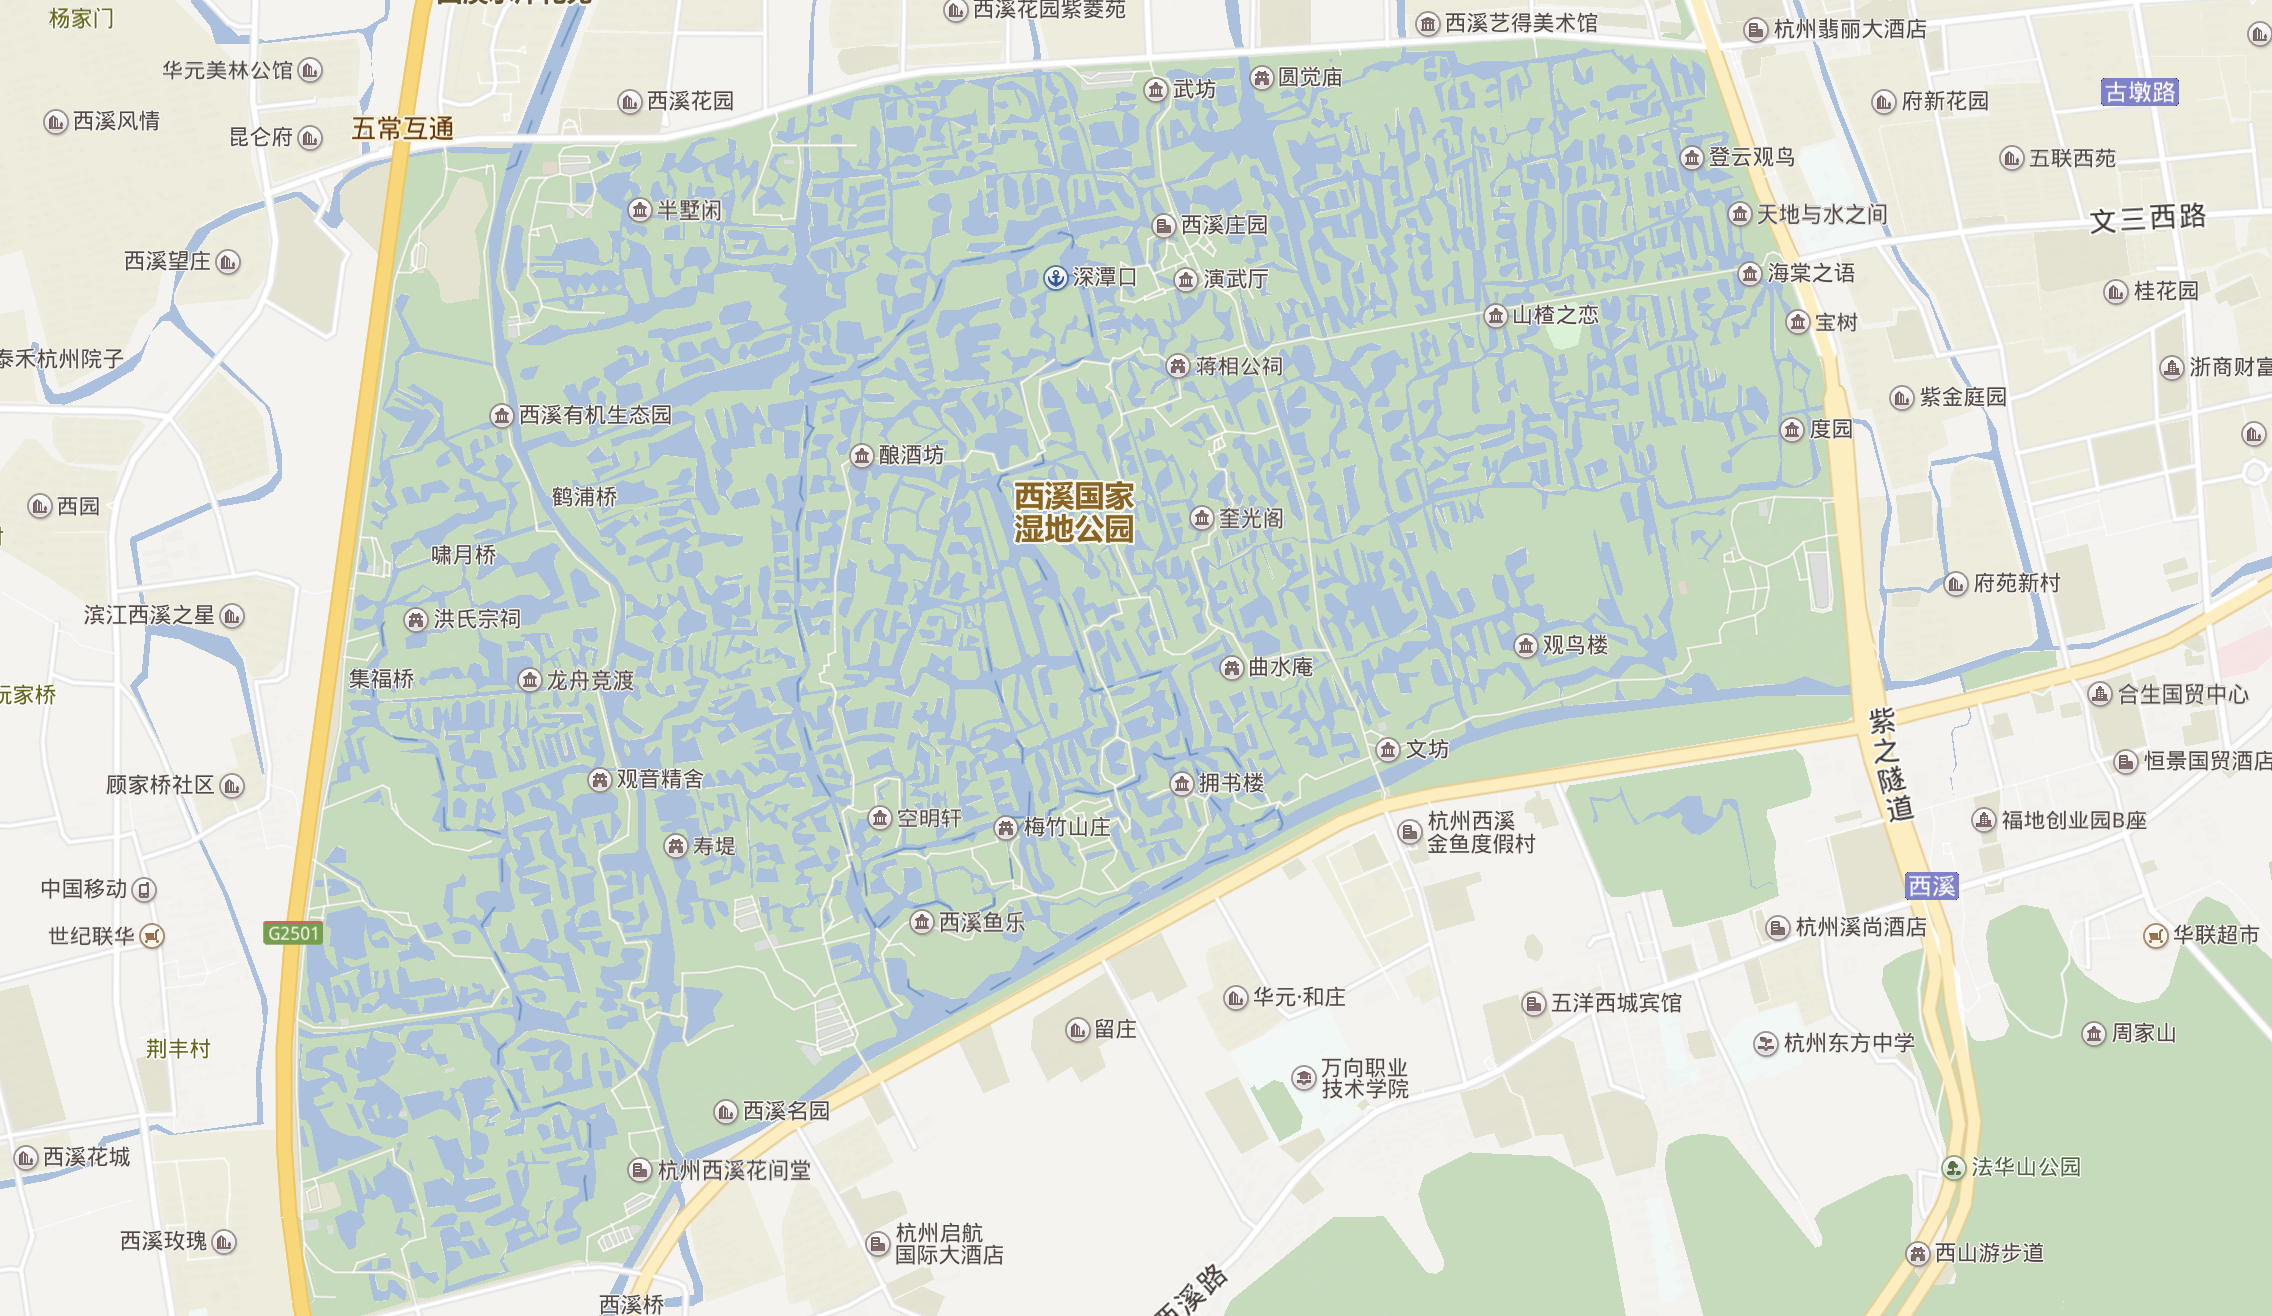 杨家门
西溪花园紫菱苑
西溪艺得美术馆
杭州翡丽大酒店
华元美林公馆
西溪花园
武坊
圆觉庙
古墩路
府新花园
西溪风情
五常互通
昆仑府
登云观鸟
五联西苑
半墅闲
西溪庄园
天地与水之间
文三西路
西溪望庄
深潭口
演武厅
海棠之语
桂花园
山楂之恋
宝树
泰禾杭州院子
蒋相公祠
浙商财富
紫金庭园
西溪有机生态园
度园
酿酒坊
鹤浦桥
西溪国家
湿地公园
西园
奎光阁
啸月桥
府苑新村
滨江西溪之星
洪氏宗祠
观鸟楼
集福桥
龙舟竞渡
曲水庵
阮家桥
合生国贸中心
紫之隧道
文坊
恒景国贸酒店
顾家桥社区
观音精舍
拥书楼
空明轩
梅竹山庄
杭州西溪
金鱼度假村
福地创业园B座
寿堤
中国移动
西溪
世纪联华
G2501
西溪鱼乐
杭州溪尚酒店
华联超市
华元·和庄
五洋西城宾馆
留庄
周家山
荆丰村
杭州东方中学
万向职业
技术学院
西溪名园
西溪花城
杭州西溪花间堂
法华山公园
西溪玫瑰
杭州启航
国际大酒店
西山游步道
西溪路
西溪桥